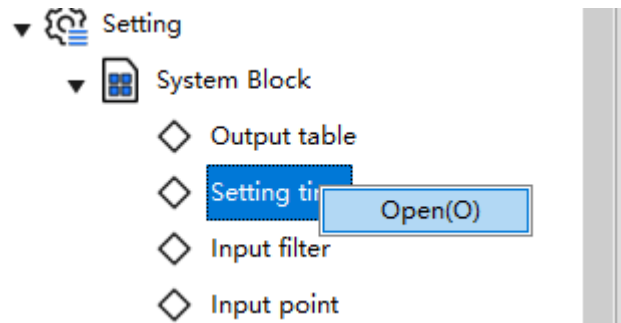 Setting
System Block
Output table
Setting ti
Open(O)
Input filter
Input point